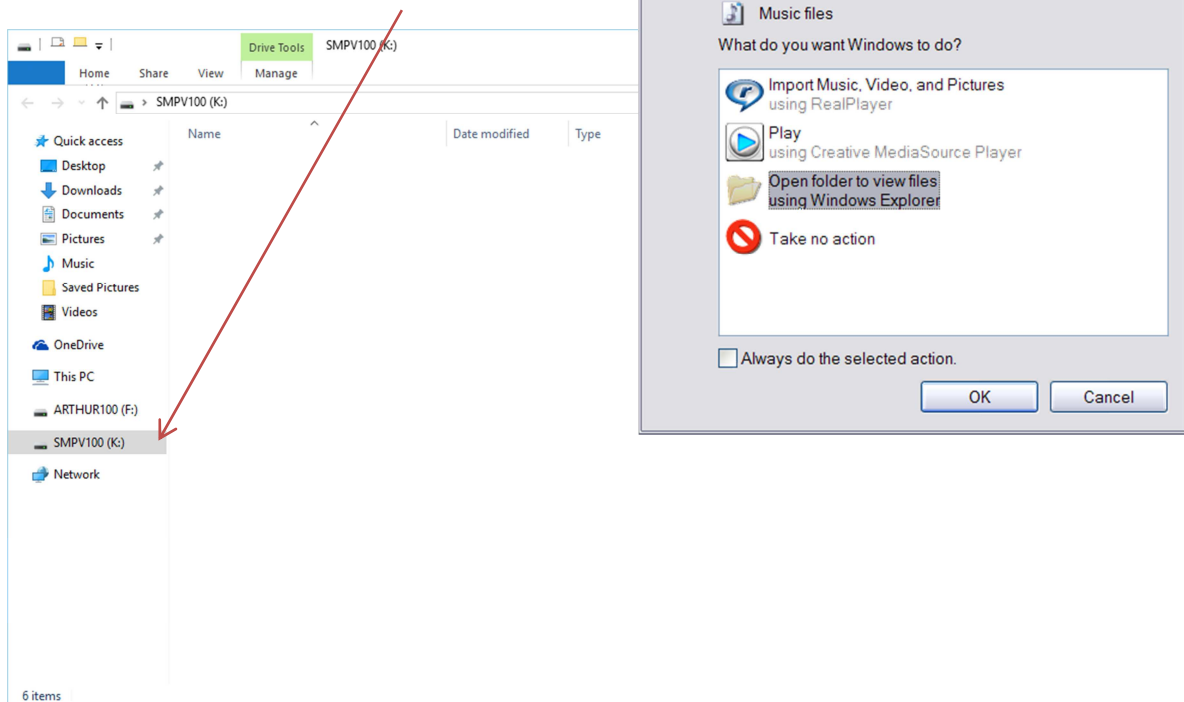 Drive Tools
SMPV100 (K:)
Home Share View Manage
SMPV100 (K:)
Quick access
Desktop
Downloads
Documents
Pictures
Music
Saved Pictures
Videos
OneDrive
This PC
ARTHUR100 (F:)
SMPV100 (K:)
Network
Name Date modified Type
6 items
Music files
What do you want Windows to do?
Import Music, Video, and Pictures
using RealPlayer
Play
using Creative MediaSource Player
Open folder to view files
using Windows Explorer
Take no action
Always do the selected action.
OK Cancel